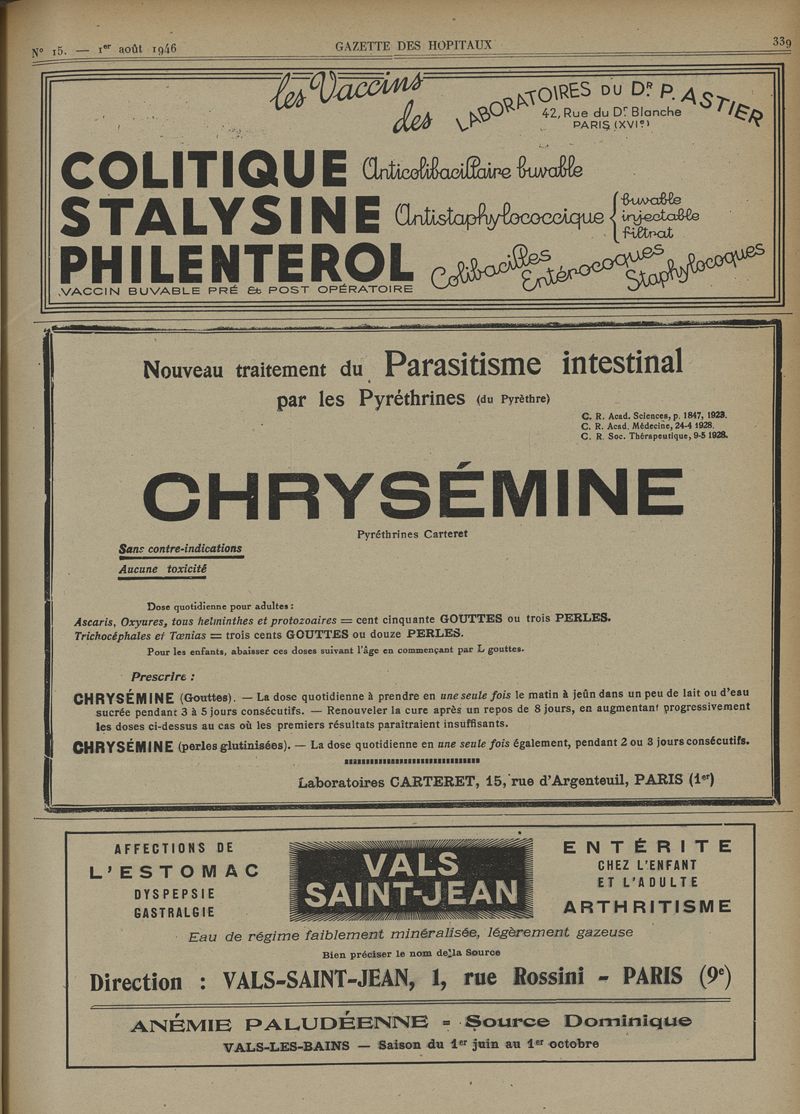 Nº 15. — 1er août 1946
GAZETTE DES HOPITAUX
339
les Vaccins
des
LABORATOIRES DU Dr P. ASTIER
42, Rue du Dr Blanche
PARIS (XVIe)
COLITIQUE Anticolibacillaire buvable
STALYSINE Antistaphylococcique { buvable
injectable
filtrat
PHILENTEROL Colibacilles Entérocoques Staphylocoques
VACCIN BUVABLE PRÉ & POST OPÉRATOIRE
Nouveau traitement du Parasitisme intestinal
par les Pyréthrines (du Pyrèthre)
C. R. Acad. Sciences, p. 1847, 1923.
C. R. Acad. Médecine, 24-4 1928.
C. R. Soc. Thérapeutique, 9-5 1928.
CHRYSÉMINE
Pyréthrines Carteret
Sans contre-indications
Aucune toxicité
Dose quotidienne pour adultes :
Ascaris, Oxyures, tous helminthes et protozoaires = cent cinquante GOUTTES ou trois PERLES.
Trichocéphales et Tœnias = trois cents GOUTTES ou douze PERLES.
Pour les enfants, abaisser ces doses suivant l'âge en commençant par L gouttes.
Prescrire :
CHRYSÉMINE (Gouttes). — La dose quotidienne à prendre en une seule fois le matin à jeûn dans un peu de lait ou d'eau
sucrée pendant 3 à 5 jours consécutifs. — Renouveler la cure après un repos de 8 jours, en augmentant progressivement
les doses ci-dessus au cas où les premiers résultats paraîtraient insuffisants.
CHRYSÉMINE (perles glutinisées). — La dose quotidienne en une seule fois également, pendant 2 ou 3 jours consécutifs.
Laboratoires CARTERET, 15, rue d'Argenteuil, PARIS (1er)
AFFECTIONS DE
L'ESTOMAC
DYSPEPSIE
GASTRALGIE
VALS
SAINT-JEAN
ENTÉRITE
CHEZ L'ENFANT
ET L'ADULTE
ARTHRITISME
Eau de régime faiblement minéralisée, légèrement gazeuse
Bien préciser le nom de la Source
Direction : VALS-SAINT-JEAN, 1, rue Rossini - PARIS (9e)
ANÉMIE PALUDÉENNE = Source Dominique
VALS-LES-BAINS — Saison du 1er juin au 1er octobre